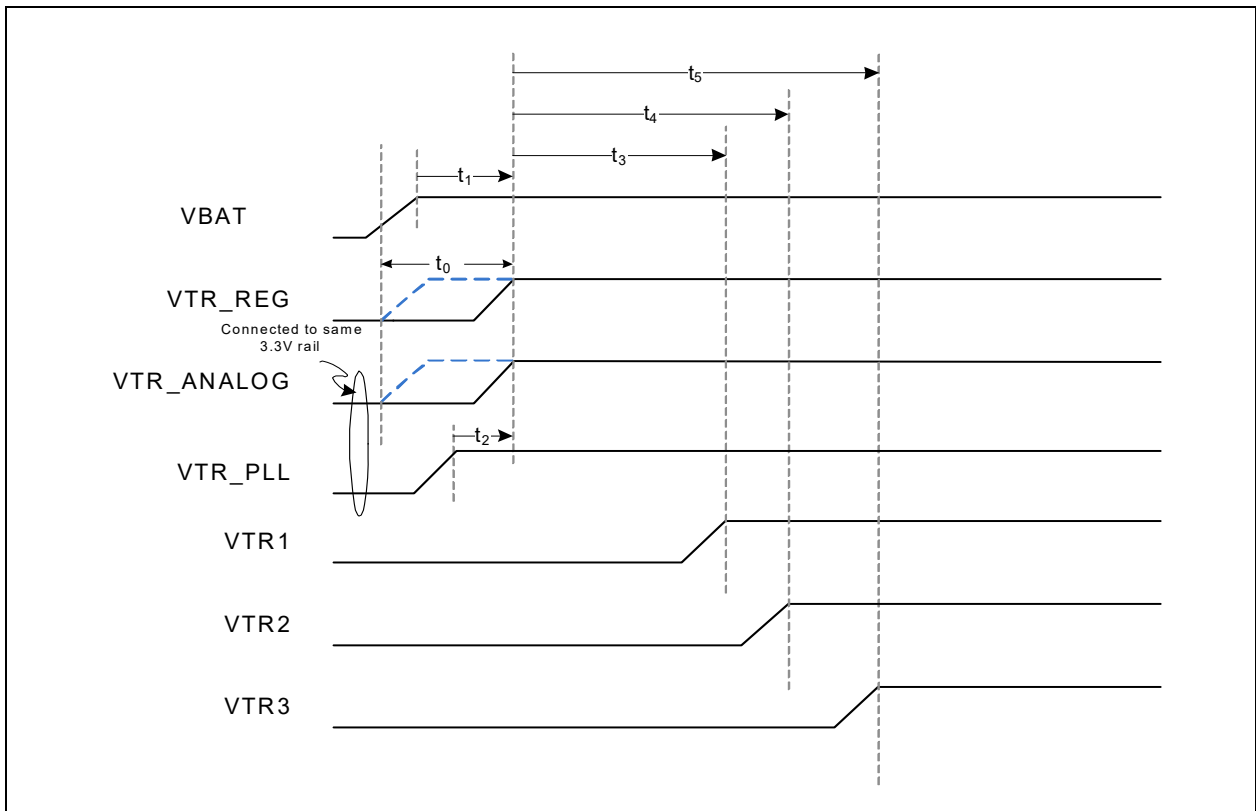 t5
t4
t3
t1
VBAT
t0
VTR_REG
Connected to same
3.3V rail
VTR_ANALOG
t2
VTR_PLL
VTR1
VTR2
VTR3